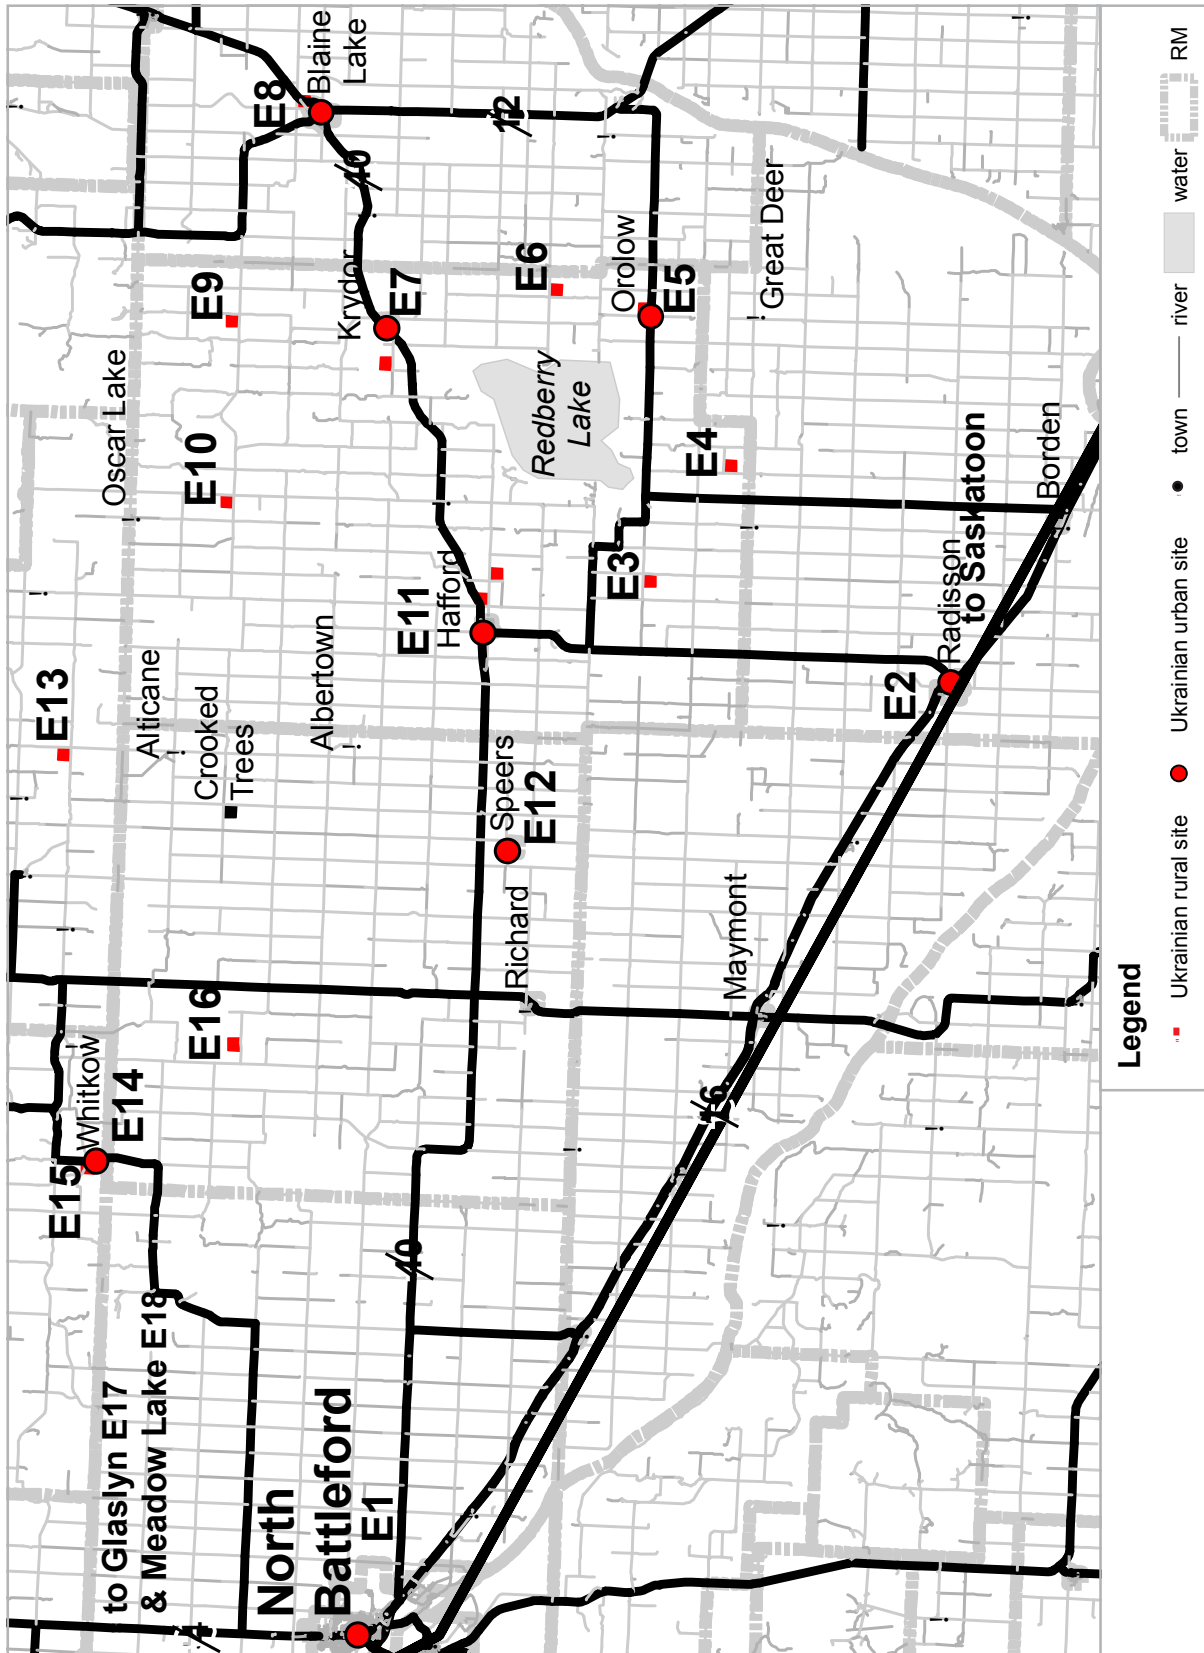 to Glaslyn E17
& Meadow Lake E18
North
Battleford
E1
4
E15
Whitkow
E14
E16
E13
Alticane
Crooked
Trees
Albertown
Oscar Lake
E10
E9
E8
Blaine
Lake
40
12
Krydor
E7
E6
Orolow
E5
Great Deer
Redberry
Lake
E4
E3
E11
Hafford
Speers
E12
Richard
40
Maymont
16
E2
Radisson
to Saskatoon
Borden
Legend
Ukrainian rural site
Ukrainian urban site
town
river
water
RM